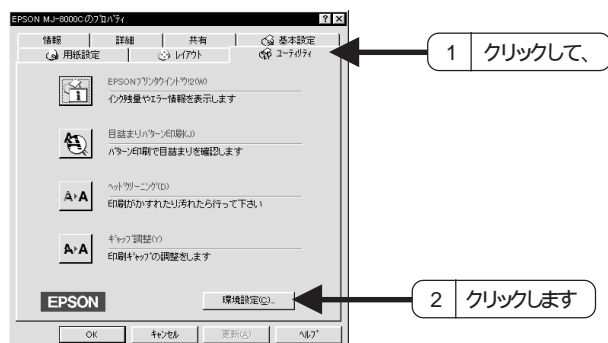 EPSON MJ-8000Cのプロパティ
情報 詳細 共有 基本設定
用紙設定 レイアウト ユーティリティ
1 クリックして、
EPSONプリンタウィンドウ!2(W)
インク残量やエラー情報を表示します
目詰まりパターン印刷(J)
パターン印刷で目詰まりを確認します
ヘッドクリーニング(D)
印刷がかすれたり汚れたら行って下さい
ギャップ調整(Y)
印刷ギャップの調整をします
EPSON
環境設定(C)...
2 クリックします
OK キャンセル 更新(A) ヘルプ